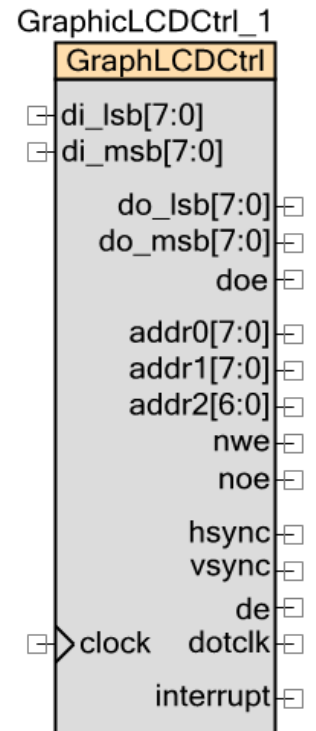 GraphicLCDCtrl_1
GraphLCDCtrl
di_lsb[7:0]
di_msb[7:0]
do_lsb[7:0]
do_msb[7:0]
doe
addr0[7:0]
addr1[7:0]
addr2[6:0]
nwe
noe
hsync
vsync
de
clock dotclk
interrupt